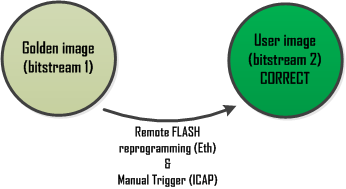 Golden image
(bitstream 1)
User image
(bitstream 2)
CORRECT
Remote FLASH
reprogramming (Eth)
&
Manual Trigger (ICAP)